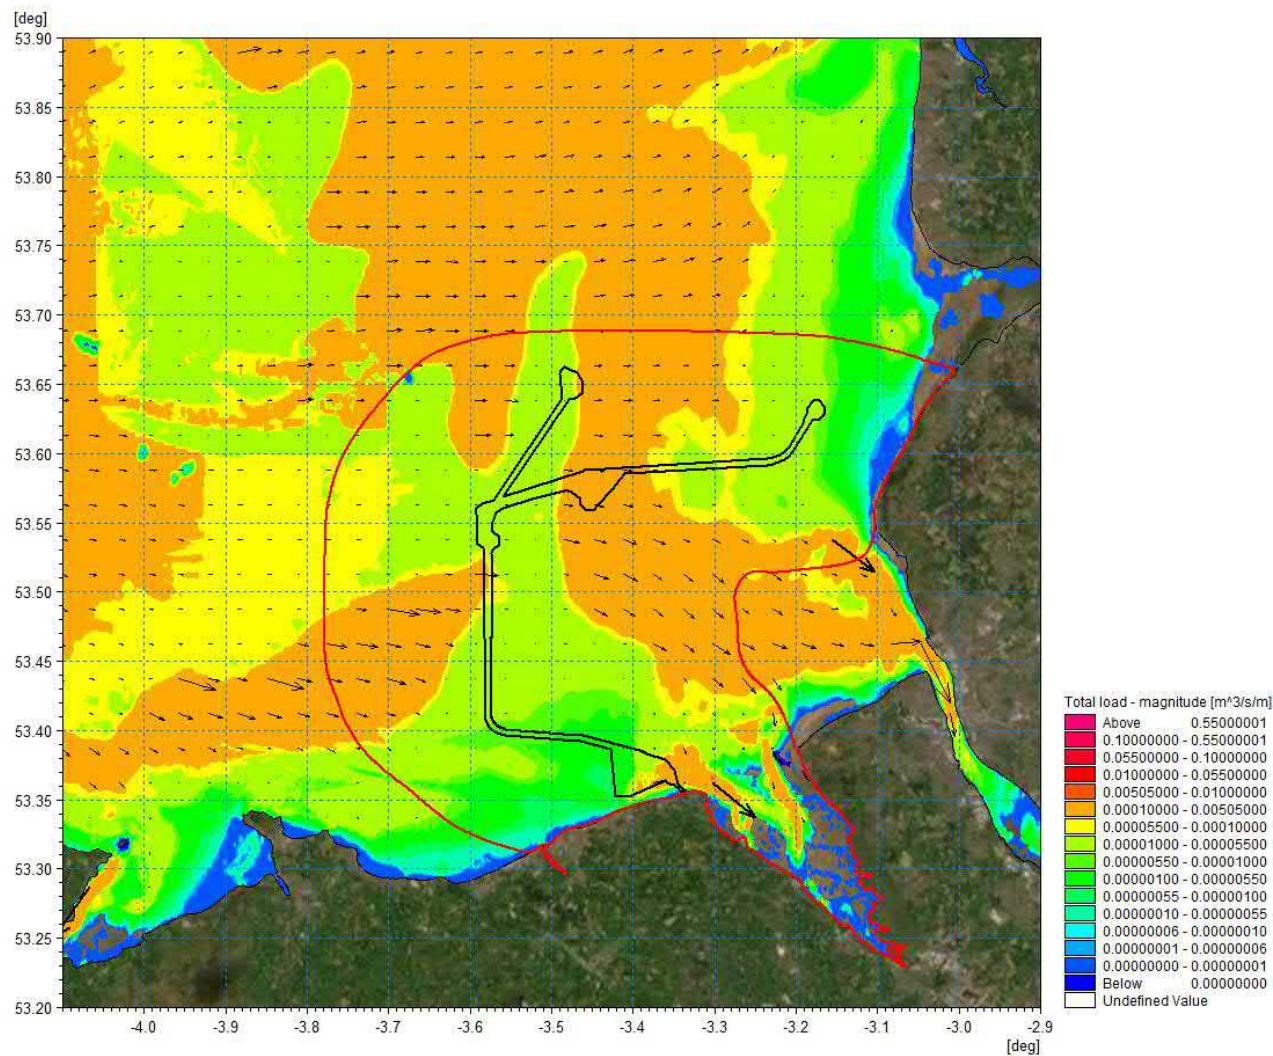 [deg]
53.90
53.85
53.80
53.75
53.70
53.65
53.60
53.55
53.50
53.45
53.40
53.35
53.30
53.25
53.20
-4.0 -3.9 -3.8 -3.7 -3.6 -3.5 -3.4 -3.3 -3.2 -3.1 -3.0 -2.9
[deg]
Total load - magnitude [m^3/s/m]
Above 0.55000001
0.10000000 - 0.55000001
0.05500000 - 0.10000000
0.01000000 - 0.05500000
0.00505000 - 0.01000000
0.00010000 - 0.00505000
0.00005500 - 0.00010000
0.00001000 - 0.00005500
0.00000550 - 0.00001000
0.00000100 - 0.00000550
0.00000055 - 0.00000100
0.00000010 - 0.00000055
0.00000006 - 0.00000010
0.00000001 - 0.00000006
0.00000000 - 0.00000001
Below 0.00000000
Undefined Value